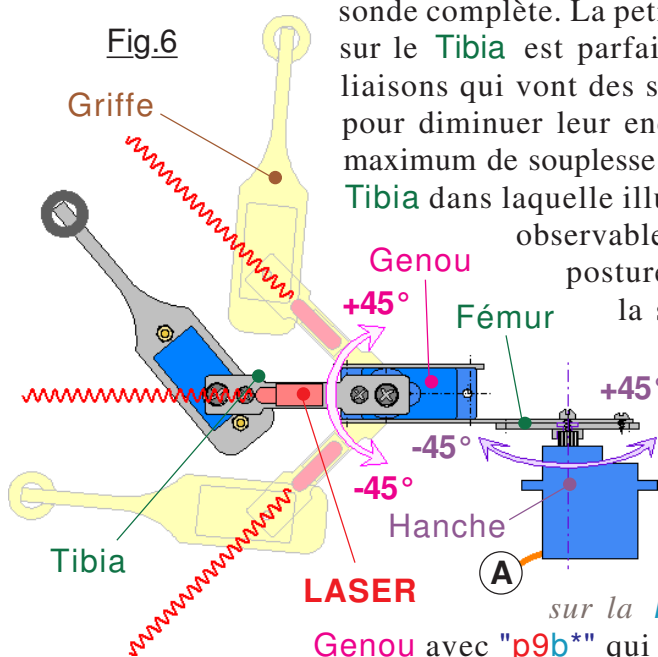 sonde complète. La peti
Fig.6
sur le Tibia est parfai
liaisons qui vont des s
Griffe
pour diminuer leur en
maximum de souplesse
Tibia dans laquelle illu
observable
Genou
posture
+45°
Fémur
la s
+45°
-45°
-45°
Hanche
Tibia
A
LASER
sur la
Genou avec "p9b*" qui